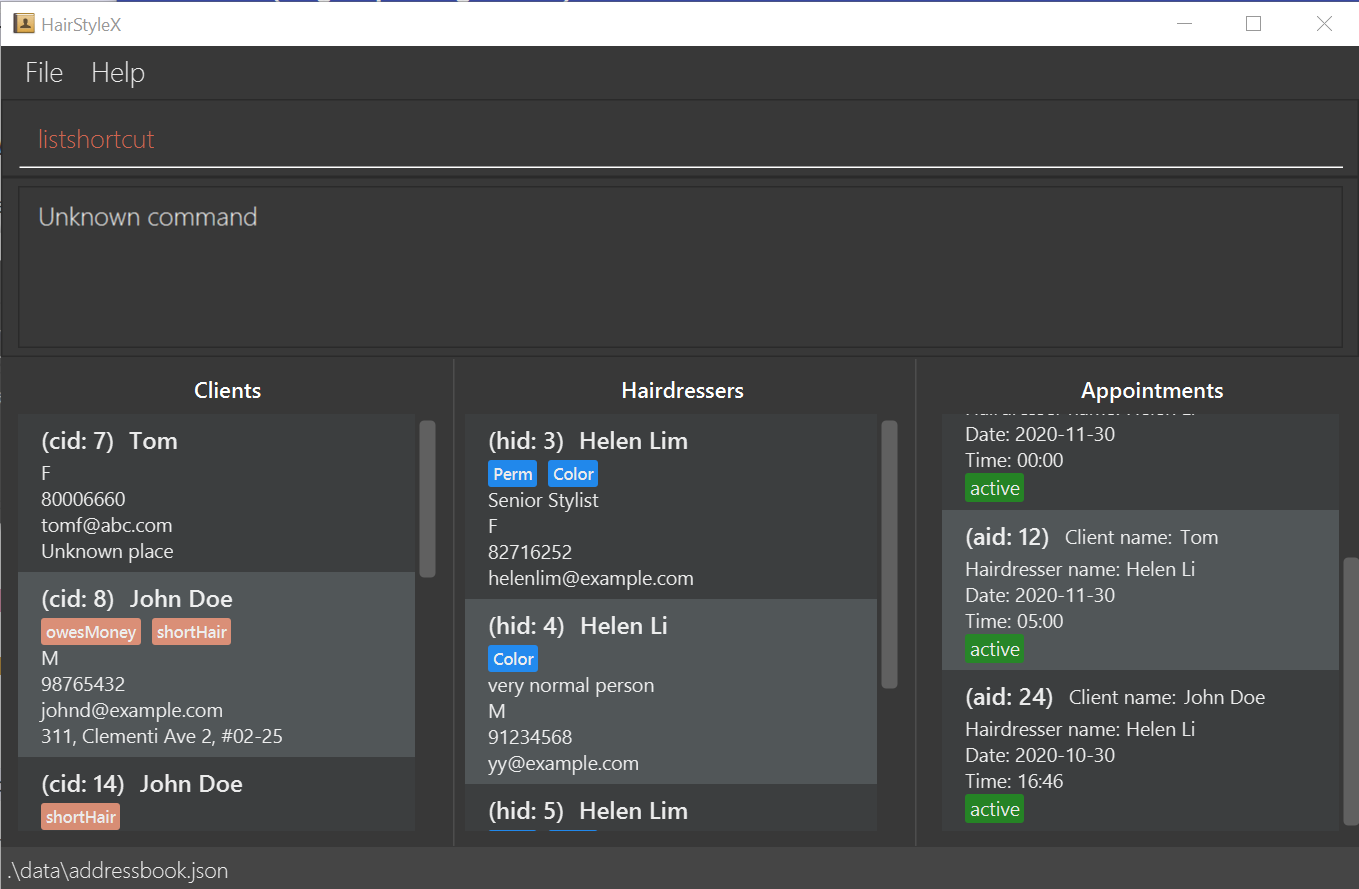 HairStyleX
File Help
listshortcut
Unknown command
Clients
(cid: 7) Tom
F
80006660
tomf@abc.com
Unknown place
(cid: 8) John Doe
owesMoney shortHair
M
98765432
johnd@example.com
311, Clementi Ave 2, #02-25
(cid: 14) John Doe
shortHair
Hairdressers
(hid: 3) Helen Lim
Perm Color
Senior Stylist
F
82716252
helenlim@example.com
(hid: 4) Helen Li
Color
very normal person
M
91234568
yy@example.com
(hid: 5) Helen Lim
Appointments
Hairdresser name: Helen Li
Date: 2020-11-30
Time: 00:00
active
(aid: 12) Client name: Tom
Hairdresser name: Helen Li
Date: 2020-11-30
Time: 05:00
active
(aid: 24) Client name: John Doe
Hairdresser name: Helen Li
Date: 2020-10-30
Time: 16:46
active
.\data\addressbook.json